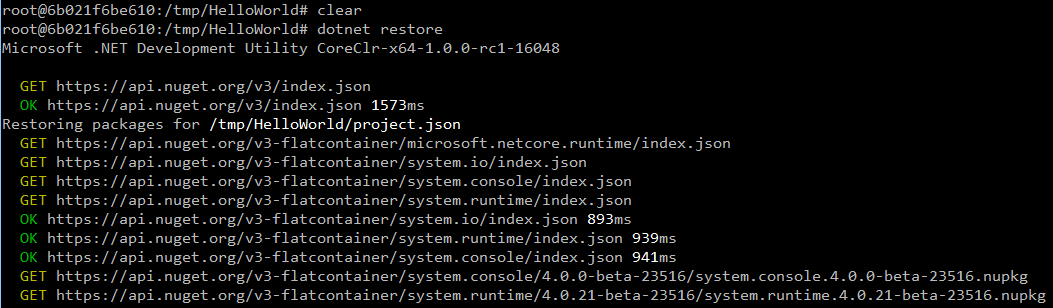 root@6b021f6be610:/tmp/HelloWorld# clear
root@6b021f6be610:/tmp/HelloWorld# dotnet restore
Microsoft .NET Development Utility CoreClr-x64-1.0.0-rc1-16048
GET https://api.nuget.org/v3/index.json
OK https://api.nuget.org/v3/index.json 1573ms
Restoring packages for /tmp/HelloWorld/project.json
GET https://api.nuget.org/v3-flatcontainer/microsoft.netcore.runtime/index.json
GET https://api.nuget.org/v3-flatcontainer/system.io/index.json
GET https://api.nuget.org/v3-flatcontainer/system.console/index.json
GET https://api.nuget.org/v3-flatcontainer/system.runtime/index.json
OK https://api.nuget.org/v3-flatcontainer/system.io/index.json 893ms
OK https://api.nuget.org/v3-flatcontainer/system.runtime/index.json 939ms
OK https://api.nuget.org/v3-flatcontainer/system.console/index.json 941ms
GET https://api.nuget.org/v3-flatcontainer/system.console/4.0.0-beta-23516/system.console.4.0.0-beta-23516.nupkg
GET https://api.nuget.org/v3-flatcontainer/system.runtime/4.0.21-beta-23516/system.runtime.4.0.21-beta-23516.nupkg